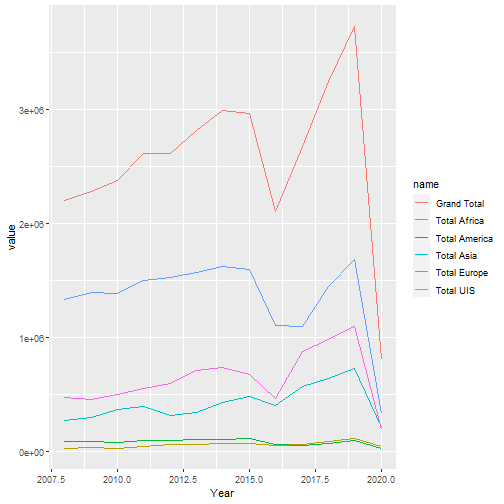 3e+06
2e+06
1e+06
0e+00
value
2007.5
2010.0
2012.5
2015.0
2017.5
2020.0
Year
name
Grand Total
Total Africa
Total America
Total Asia
Total Europe
Total UIS